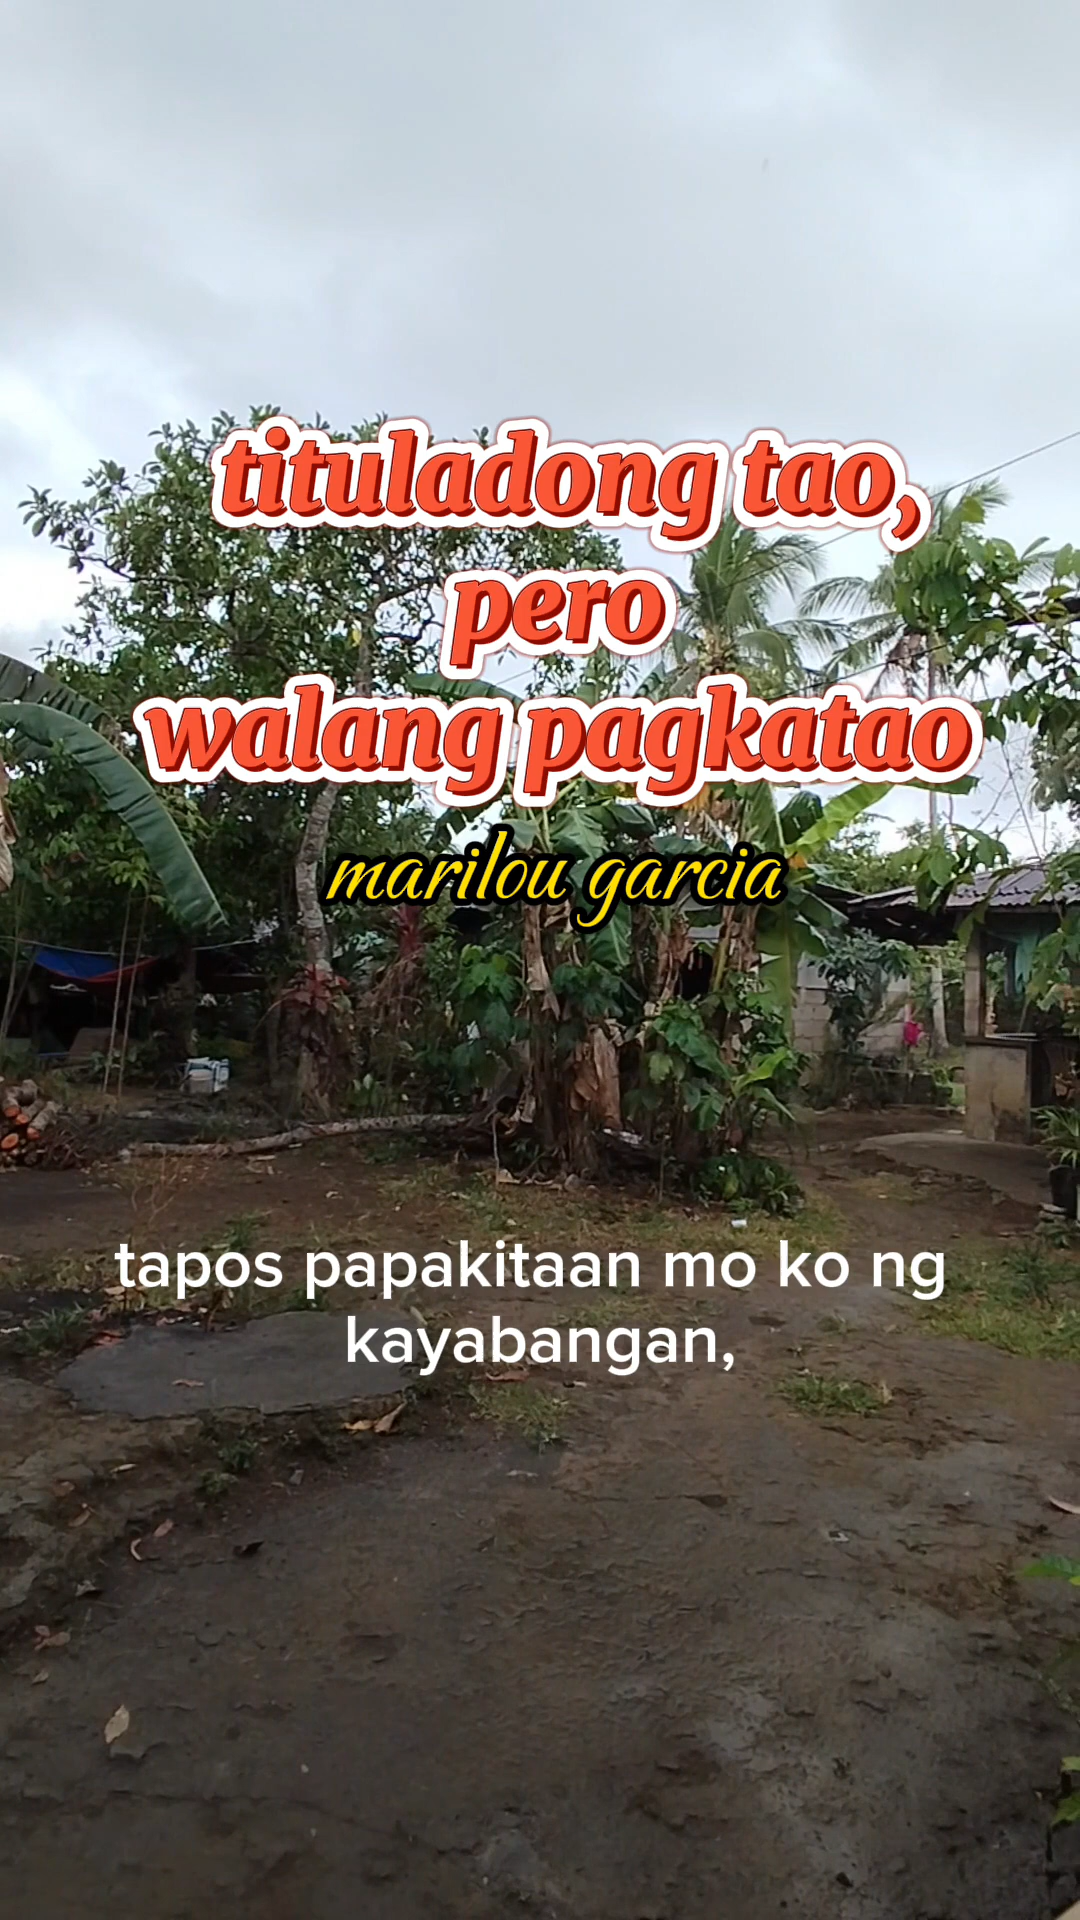 tituladong tao,
pero
walang pagkatao
marilou garcia
tapos papakitaan mo ko ng
kayabangan,